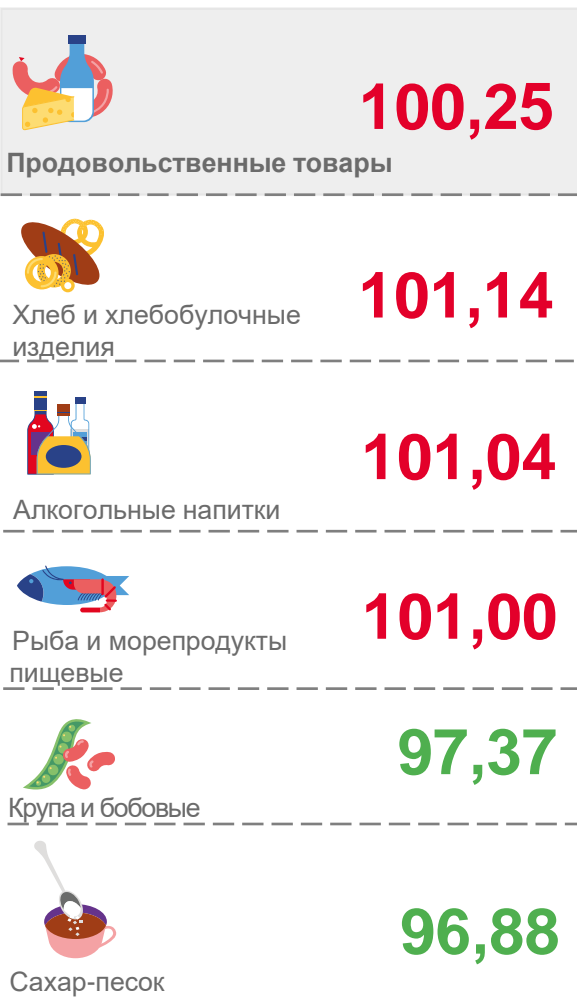 100,25
Продовольственные товары
101,14
Хлеб и хлебобулочные
изделия
101,04
Алкогольные напитки
101,00
Рыба и морепродукты
пищевые
97,37
Крупа и бобовые
96,88
Сахар-песок